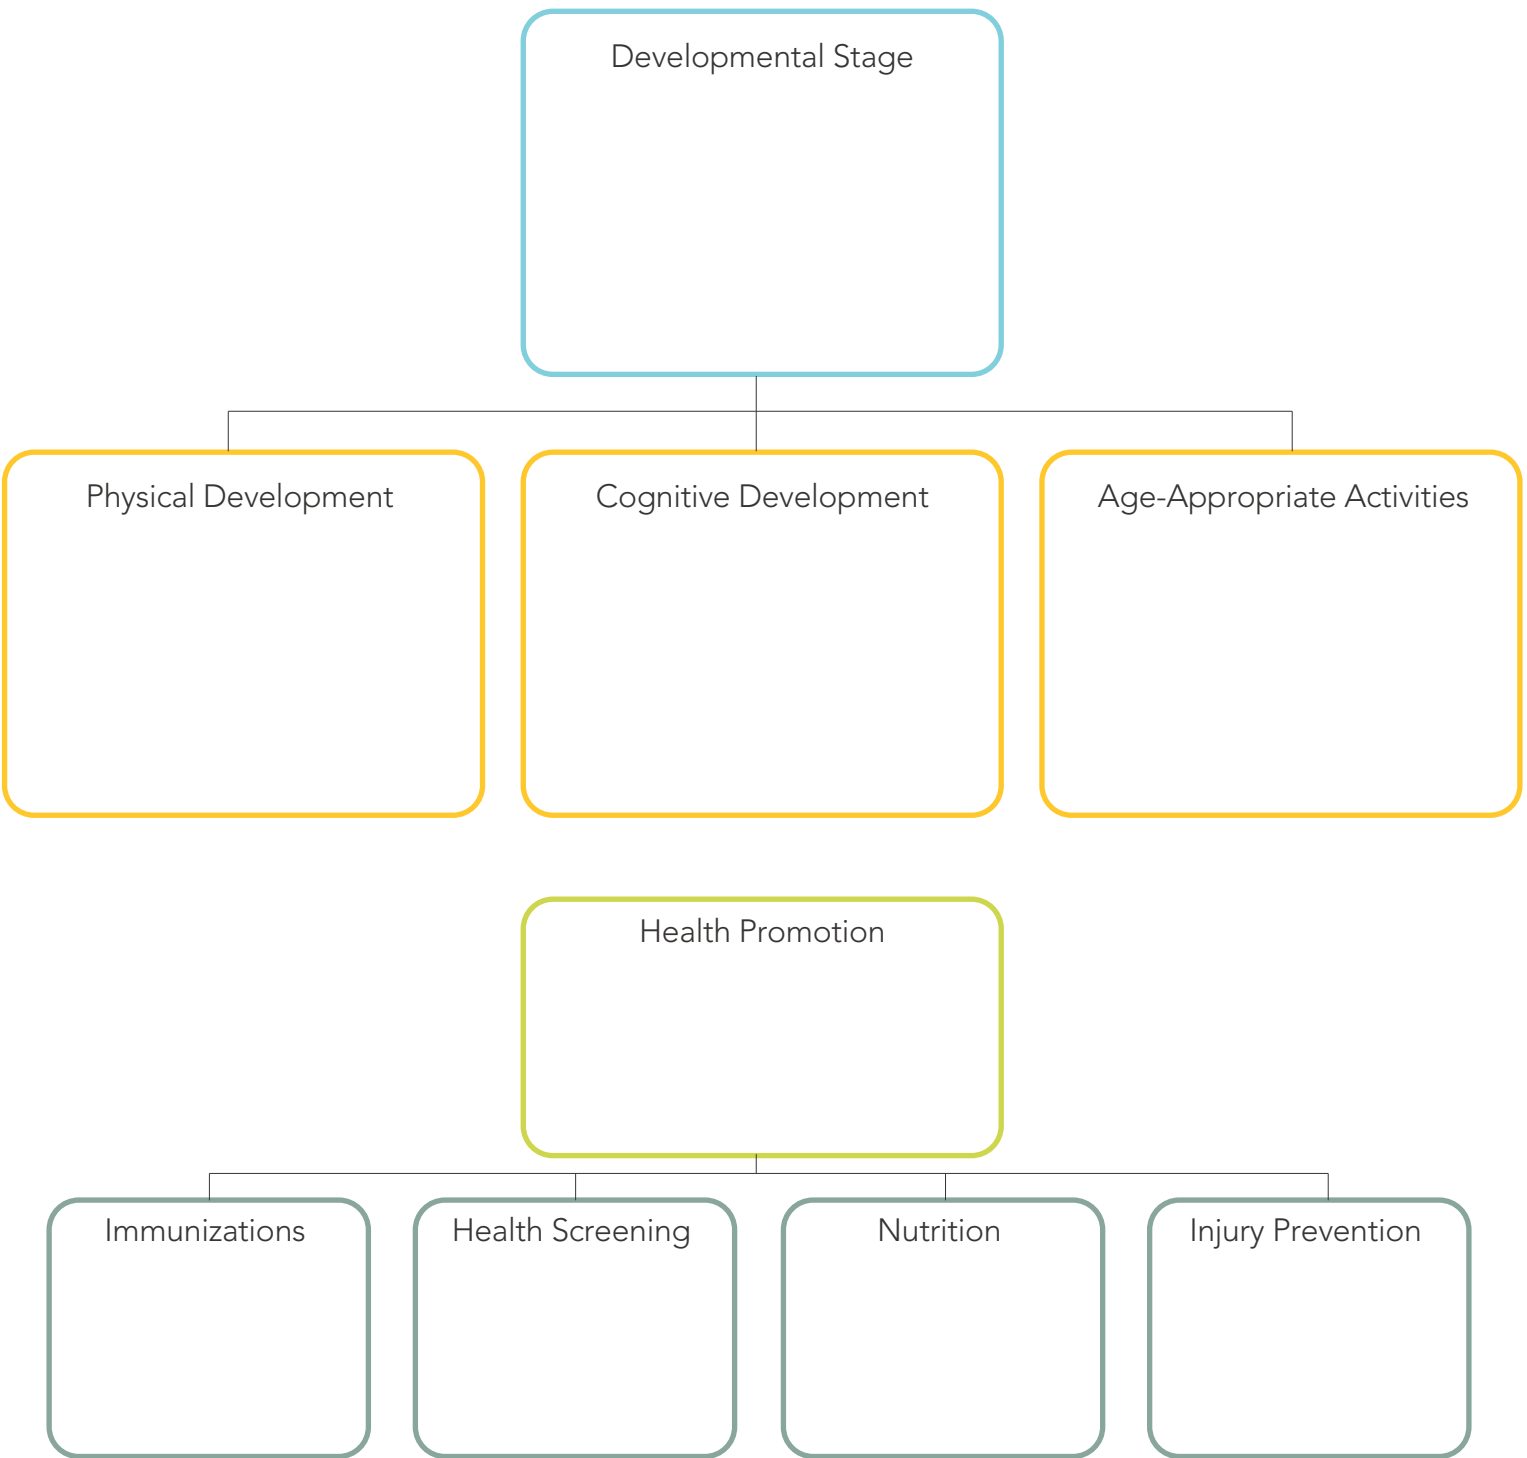 Developmental Stage
Physical Development
Cognitive Development
Age-Appropriate Activities
Health Promotion
Immunizations
Health Screening
Nutrition
Injury Prevention